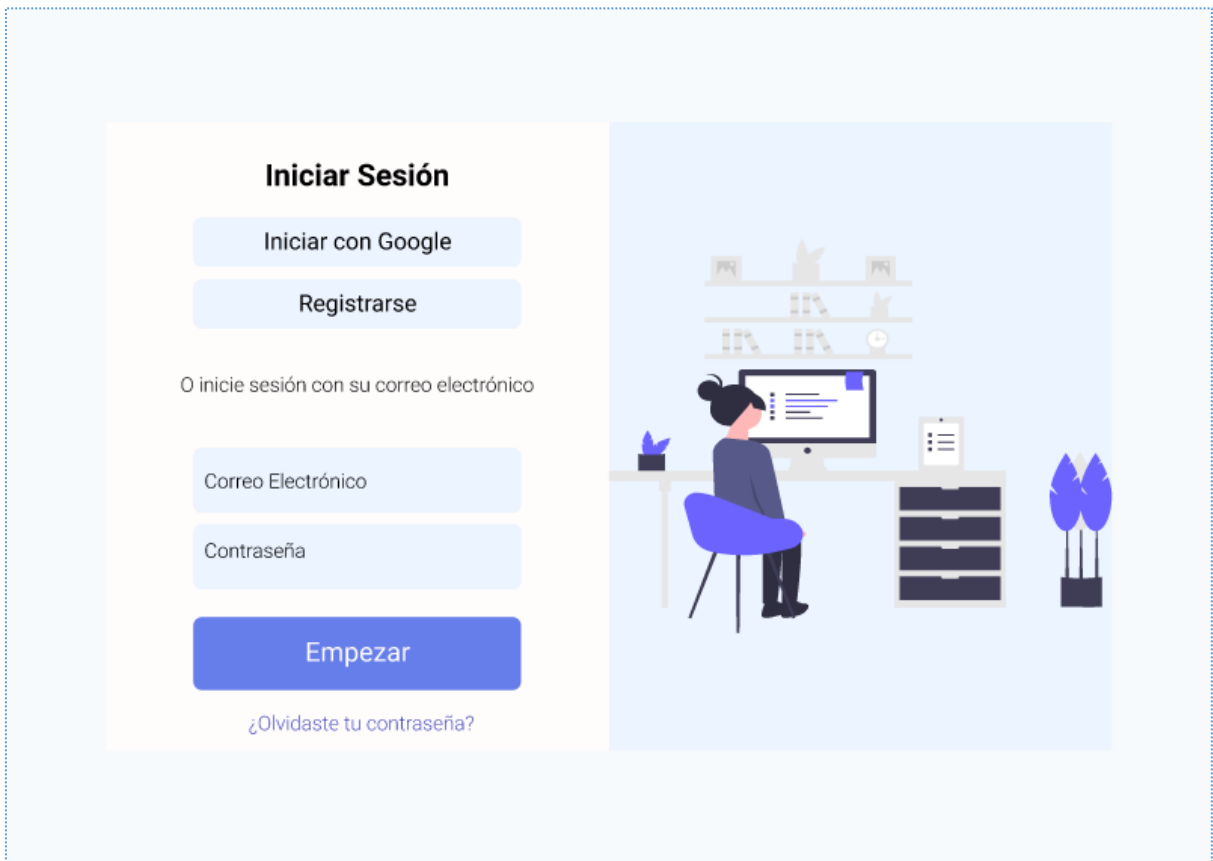 Iniciar Sesión
Iniciar con Google
Registrarse
O inicie sesión con su correo electrónico
Correo Electrónico
Contraseña
Empezar
¿Olvidaste tu contraseña?